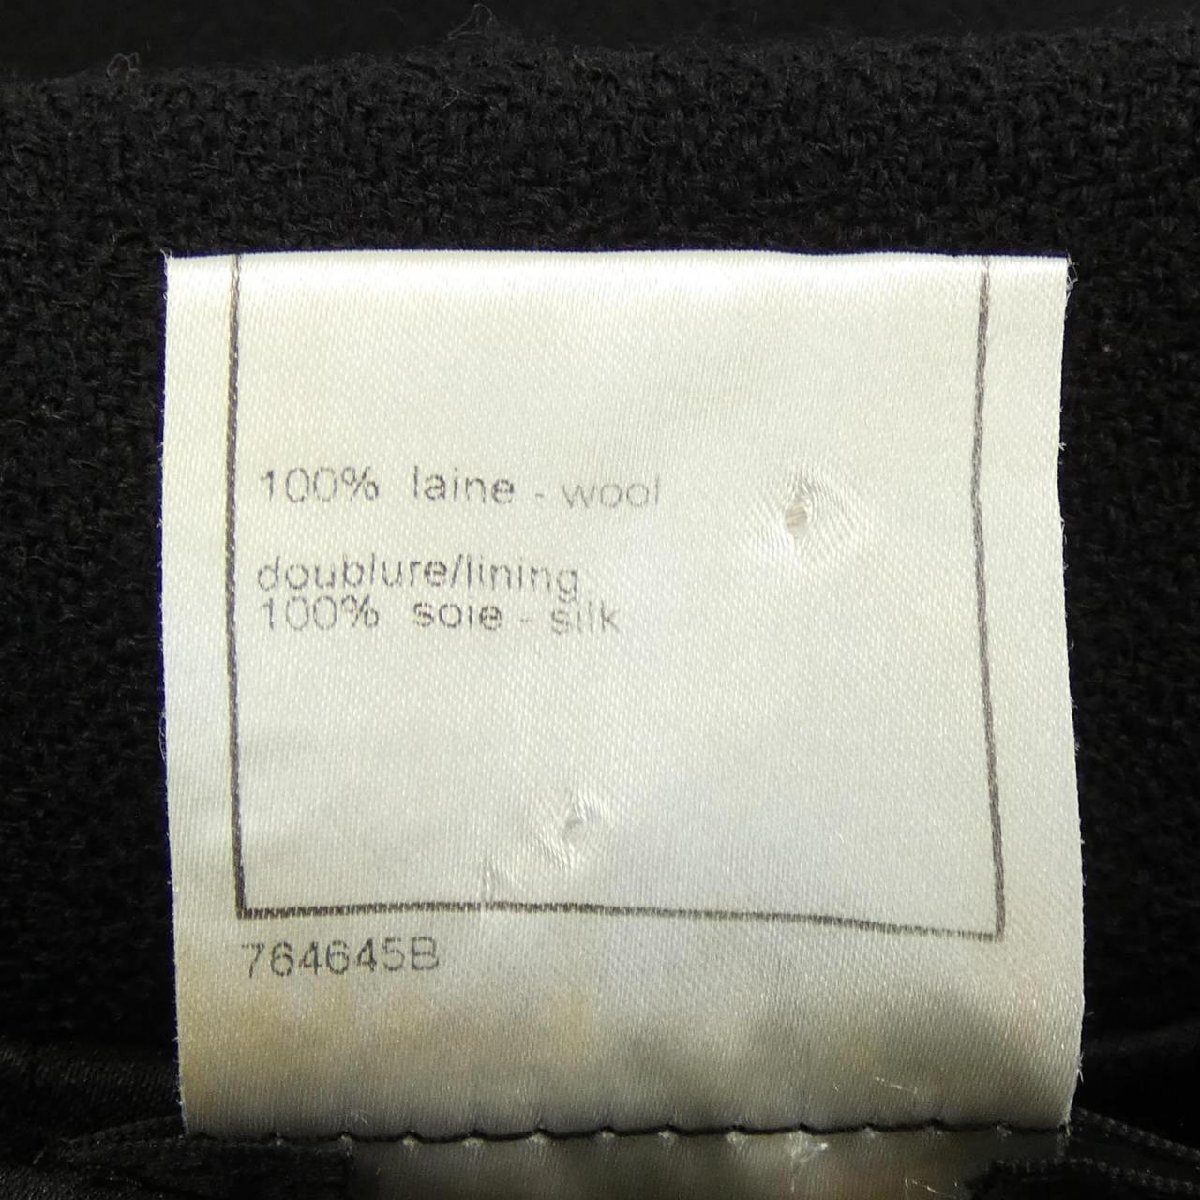 100% laine - wool
doublure/lining
100% soie - silk
764645B